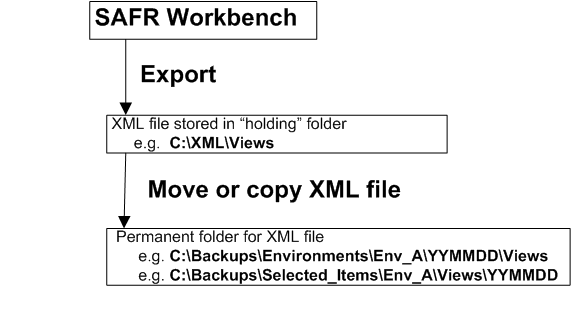 SAFR Workbench
Export
XML file stored in “holding” folder
e.g. C:\XML\Views
Move or copy XML file
Permanent folder for XML file
e.g. C:\Backups\Environments\Env_A\YYMMDD\Views
e.g. C:\Backups\Selected_Items\Env_A\Views\YYMMDD